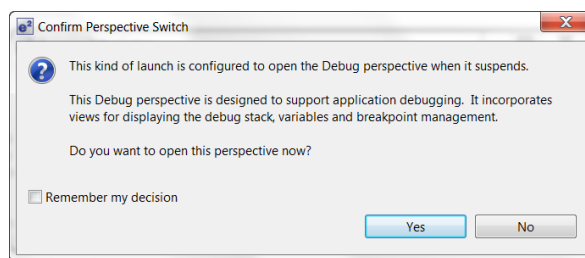 e² Confirm Perspective Switch
This kind of launch is configured to open the Debug perspective when it suspends.
This Debug perspective is designed to support application debugging. It incorporates
views for displaying the debug stack, variables and breakpoint management.
Do you want to open this perspective now?
Remember my decision
Yes No